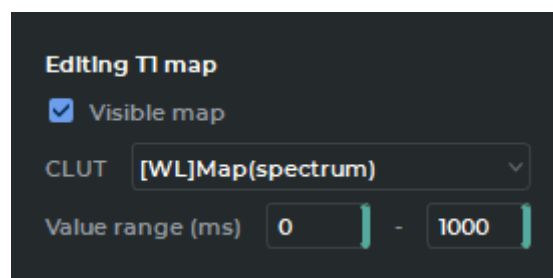 Editing T1 map
Visible map
CLUT [WL]Map(spectrum)
Value range (ms) 0 - 1000